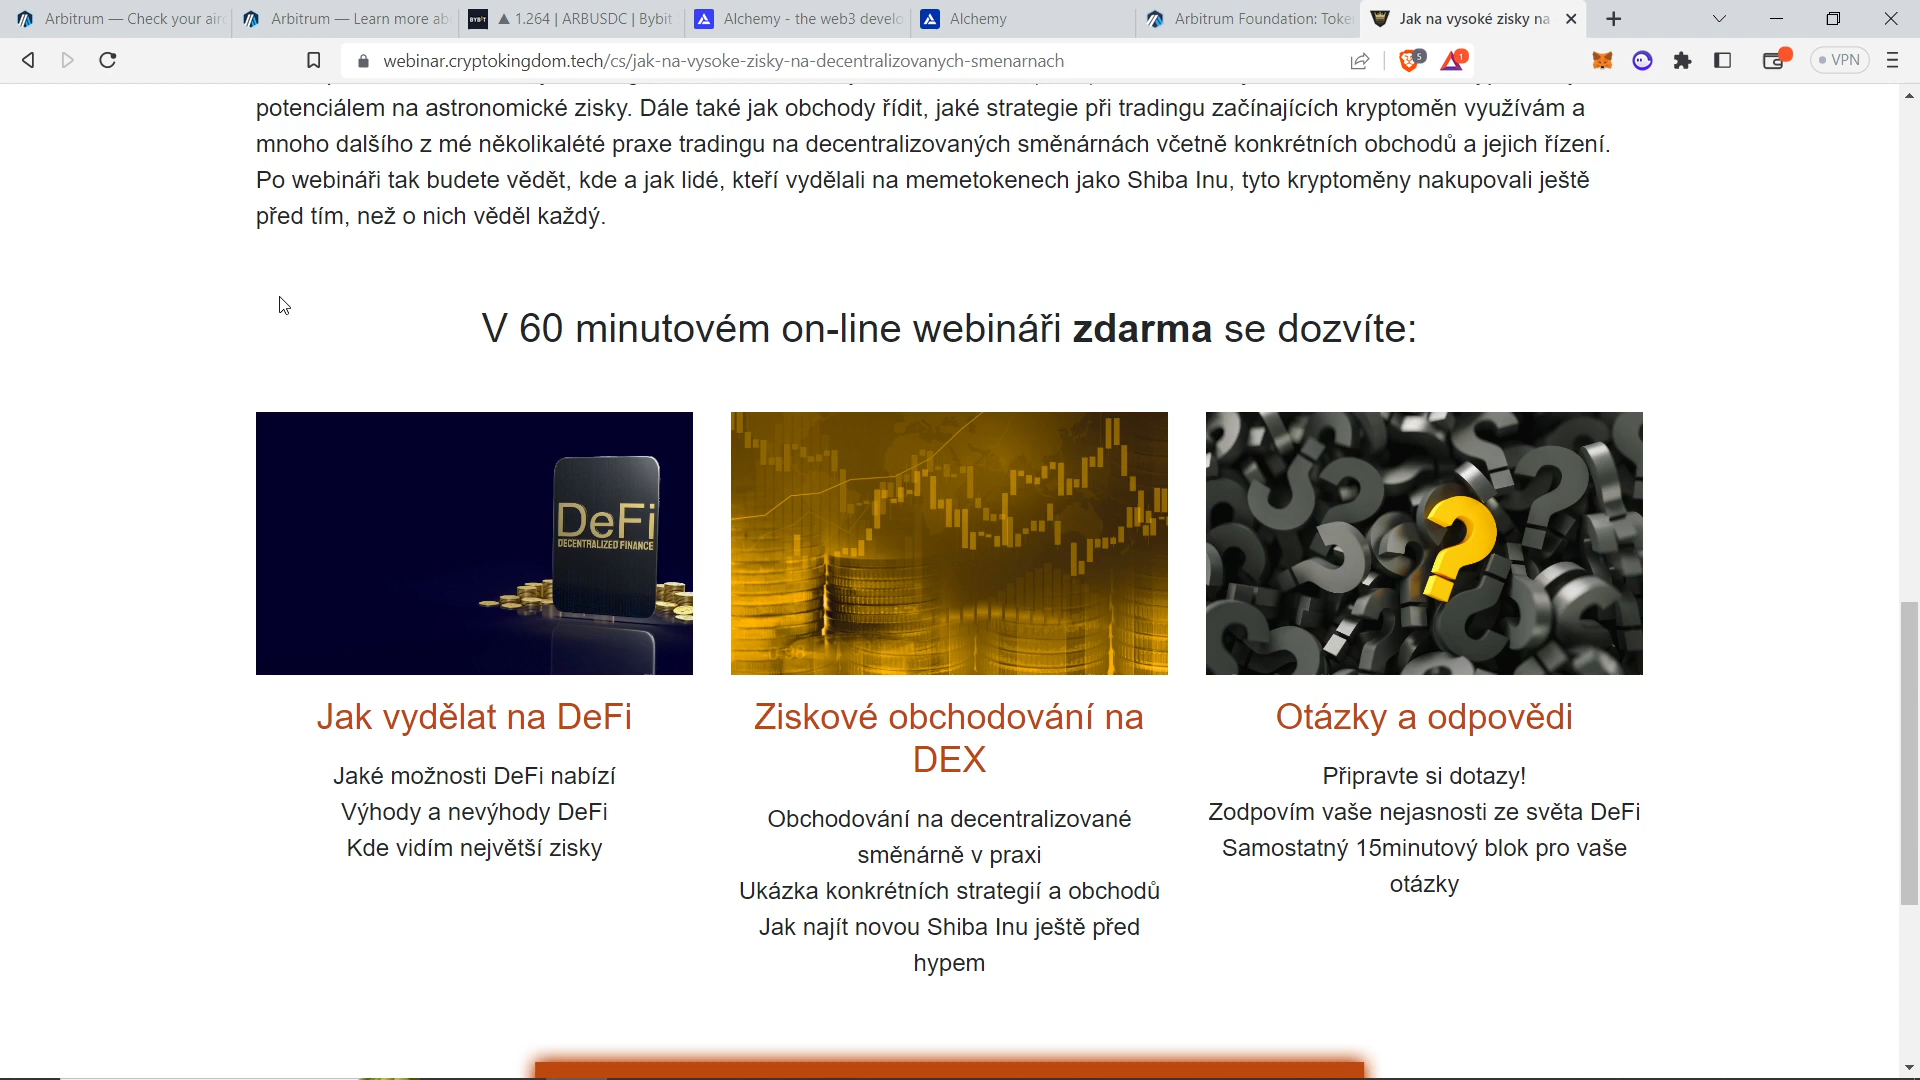 Arbitrum — Check your air
Arbitrum — Learn more ab
BYBIT
▲ 1.264 | ARBUSDC | Bybit
Alchemy - the web3 develo
Alchemy
Arbitrum Foundation: Toke
Jak na vysoké zisky na
webinar.cryptokingdom.tech/cs/jak-na-vysoke-zisky-na-decentralizovanych-smenarnach
5
1
VPN
potenciálem na astronomické zisky. Dále také jak obchody řídit, jaké strategie při tradingu začínajících kryptoměn využívám a
mnoho dalšího z mé několikaleté praxe tradingu na decentralizovaných směnárnách včetně konkrétních obchodů a jejich řízení.
Po webináři tak budete vědět, kde a jak lidé, kteří vydělali na memetokenech jako Shiba Inu, tyto kryptoměny nakupovali ještě
před tím, než o nich věděl každý.
V 60 minutovém on-line webináři zdarma se dozvíte:
DeFi
DECENTRALIZED FINANCE
Jak vydělat na DeFi
Jaké možnosti DeFi nabízí
Výhody a nevýhody DeFi
Kde vidím největší zisky
Ziskové obchodování na
DEX
Obchodování na decentralizované
směnárně v praxi
Ukázka konkrétních strategií a obchodů
Jak najít novou Shiba Inu ještě před
hypem
Otázky a odpovědi
Připravte si dotazy!
Zodpovím vaše nejasnosti ze světa DeFi
Samostatný 15minutový blok pro vaše
otázky